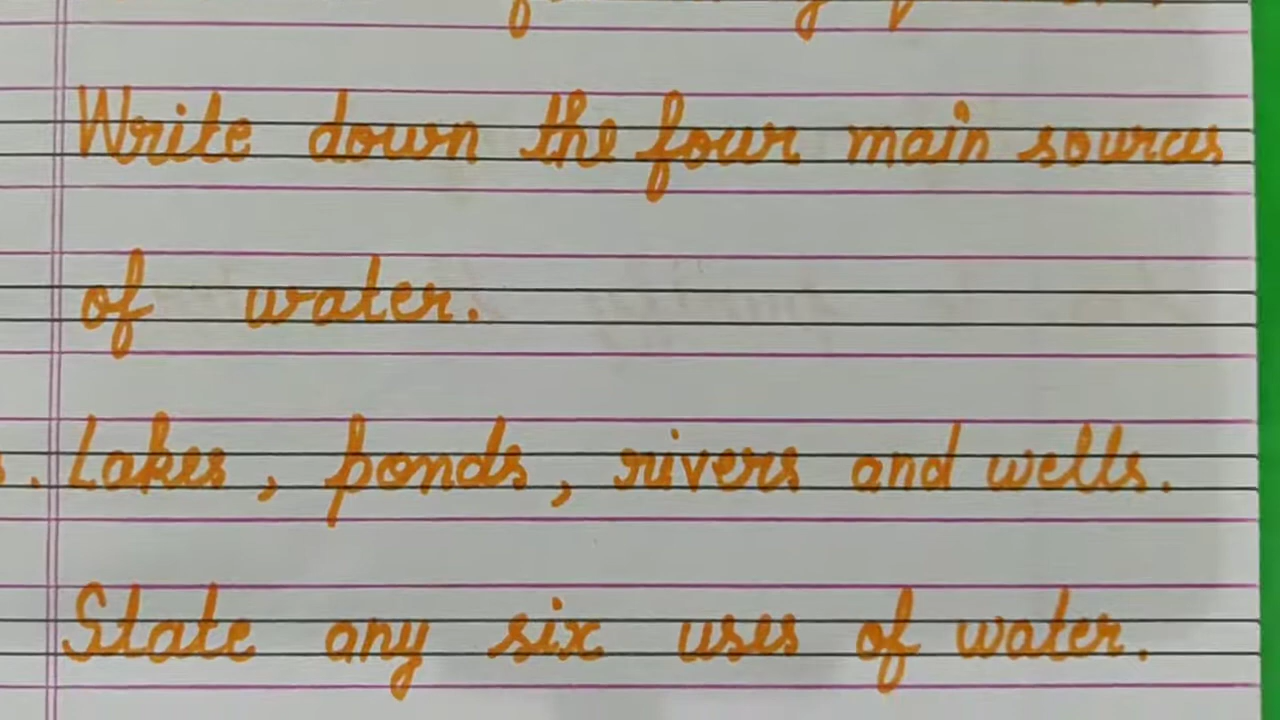 Write down the four main sources
of water.
. Lakes, ponds, rivers and wells.
State any six uses of water.